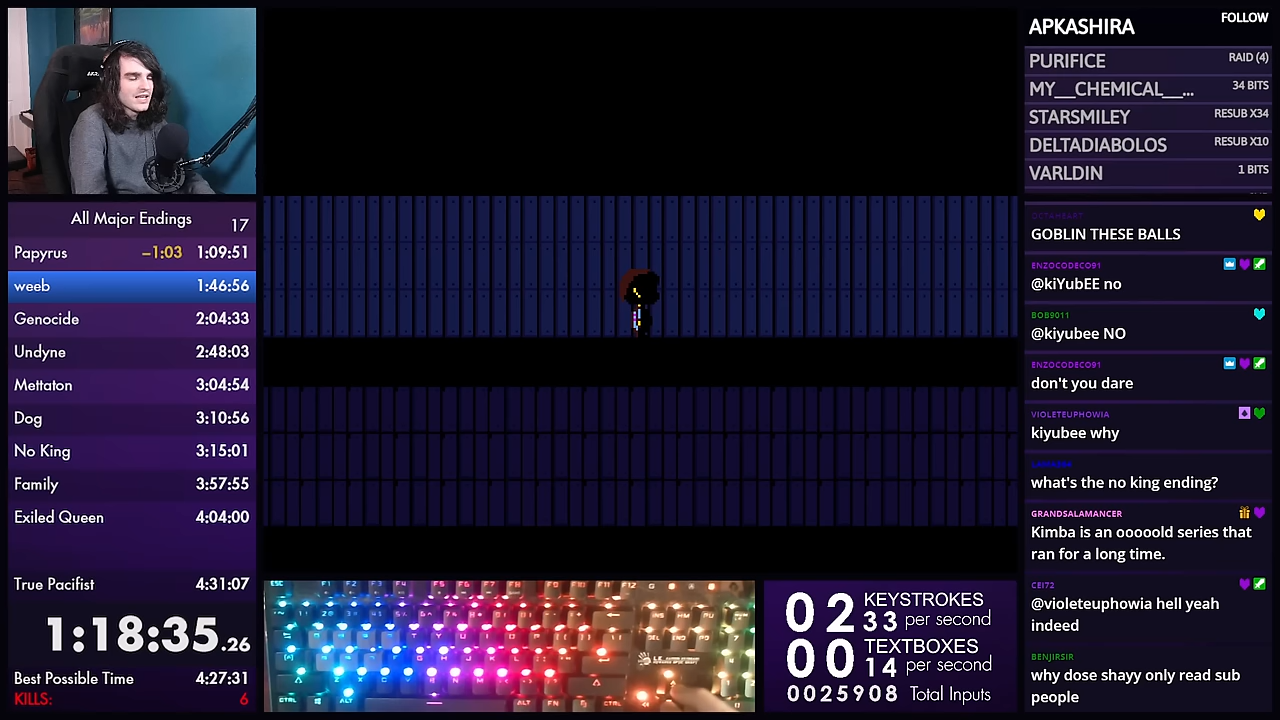 All Major Endings 17
Papyrus −1:03 1:09:51
weeb 1:46:56
Genocide 2:04:33
Undyne 2:48:03
Mettaton 3:04:54
Dog 3:10:56
No King 3:15:01
Family 3:57:55
Exiled Queen 4:04:00
True Pacifist 4:31:07
1:18:35.26
Best Possible Time 4:27:31
KILLS: 6
02 33 KEYSTROKES per second
00 14 TEXTBOXES per second
0025908 Total Inputs
APKASHIRA FOLLOW
PURIFICE RAID (4)
MY__CHEMICAL__... 34 BITS
STARSMILEY RESUB X34
DELTADIABOLOS RESUB X10
VARLDIN 1 BITS
GOBLIN THESE BALLS
ENZOCODECO91
@kiYubEE no
BOB9011
@kiyubee NO
ENZOCODECO91
don't you dare
VIOLETEUPHOWIA
kiyubee why
what's the no king ending?
GRANDSALAMANCER
Kimba is an ooooold series that
ran for a long time.
CEI72
@violeteuphowia hell yeah
indeed
BENJIRSIR
why dose shayy only read sub
people